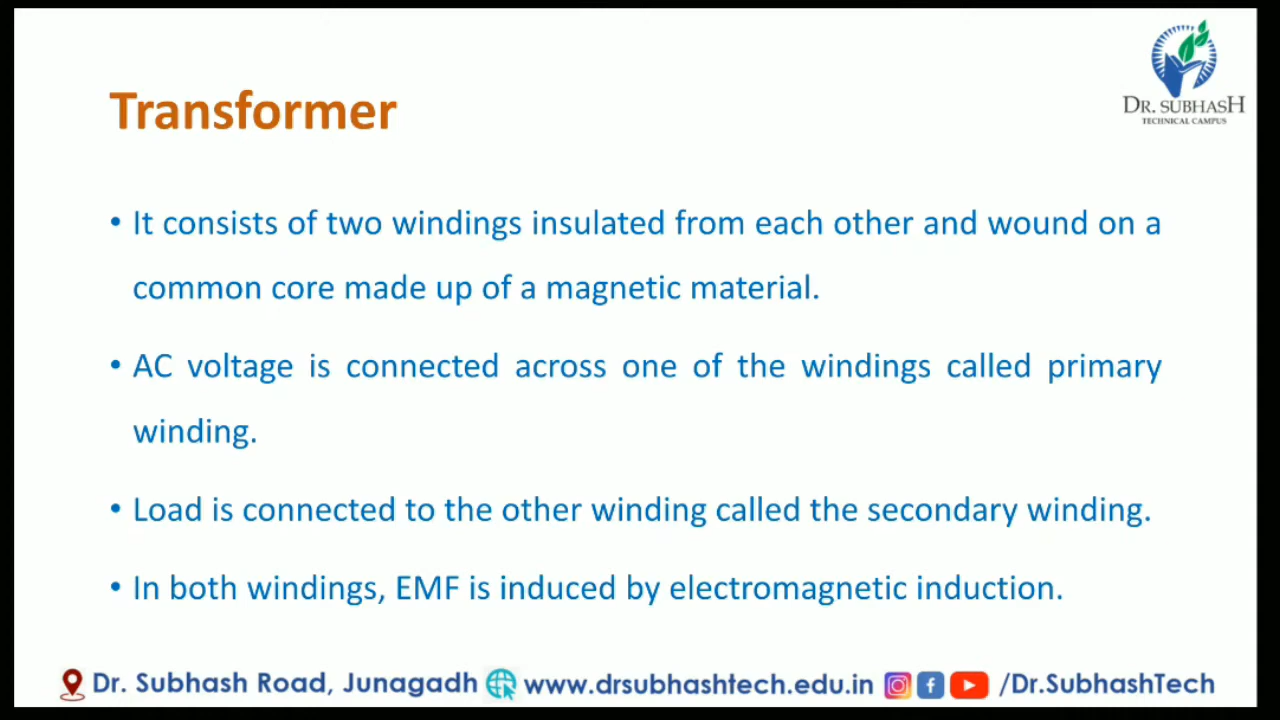 DR. SUBHASH
TECHNICAL CAMPUS
Transformer
• It consists of two windings insulated from each other and wound on a
common core made up of a magnetic material.
• AC voltage is connected across one of the windings called primary
winding.
• Load is connected to the other winding called the secondary winding.
• In both windings, EMF is induced by electromagnetic induction.
Dr. Subhash Road, Junagadh www.drsubhashtech.edu.in /Dr.SubhashTech